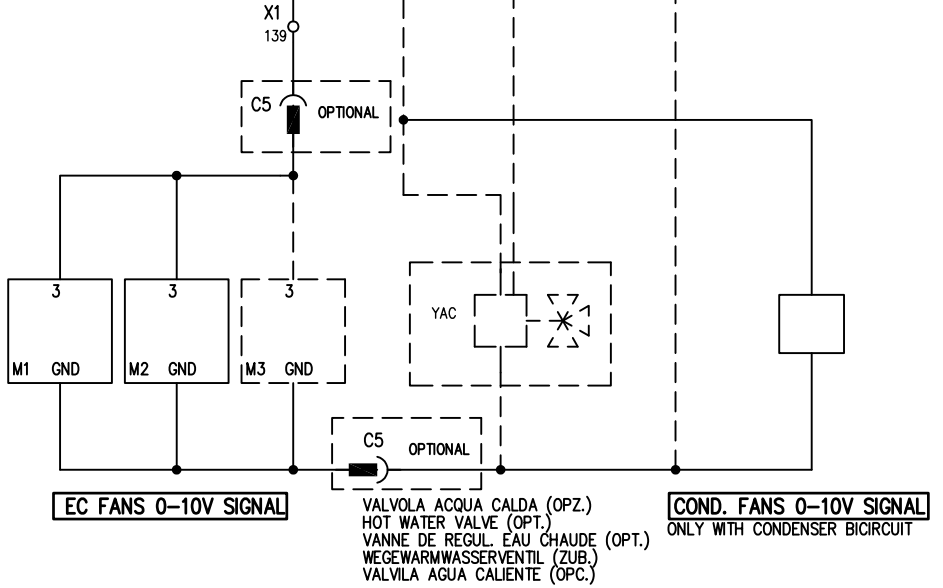 X1
139
C5 OPTIONAL
3 3 3
YAC
M1 GND M2 GND M3 GND
C5 OPTIONAL
EC FANS 0-10V SIGNAL
VALVOLA ACQUA CALDA (OPZ.)
HOT WATER VALVE (OPT.)
VANNE DE REGUL. EAU CHAUDE (OPT.)
WEGEWARMWASSERVENTIL (ZUB.)
VALVILA AGUA CALIENTE (OPC.)
COND. FANS 0-10V SIGNAL
ONLY WITH CONDENSER BICIRCUIT